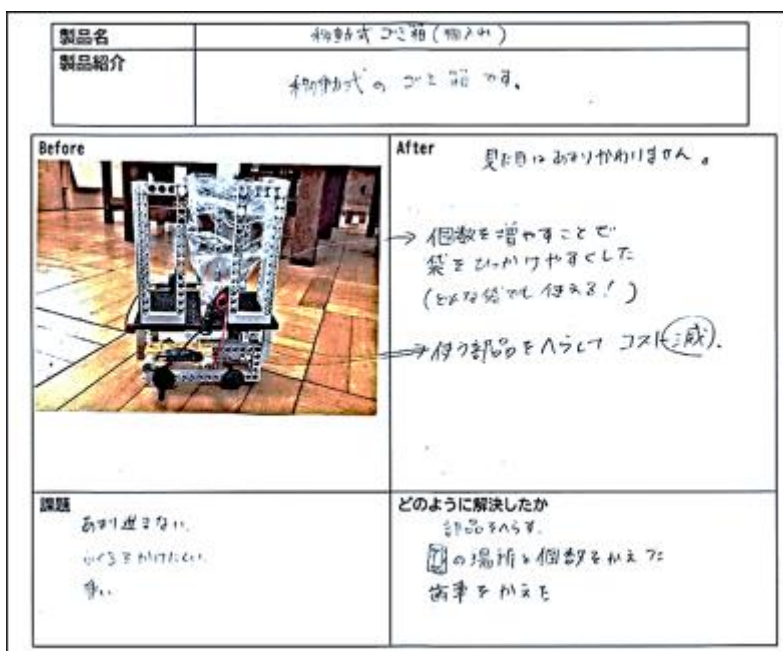 製品名
移動式 ゴミ箱(物入れ)
製品紹介
移動式の ゴミ箱です。
Before
After
見た目はあまりかわりません。
→ 個数を増やすことで
袋をひっかけやすくした
(どんな袋でも使える!)
→ 使う部品をへらして コスト減.
課題
あまり進まない.
ふくろをかけにくい.
重い
どのように解決したか
部品をへらす.
の場所と個数をかえた
歯車をかえた